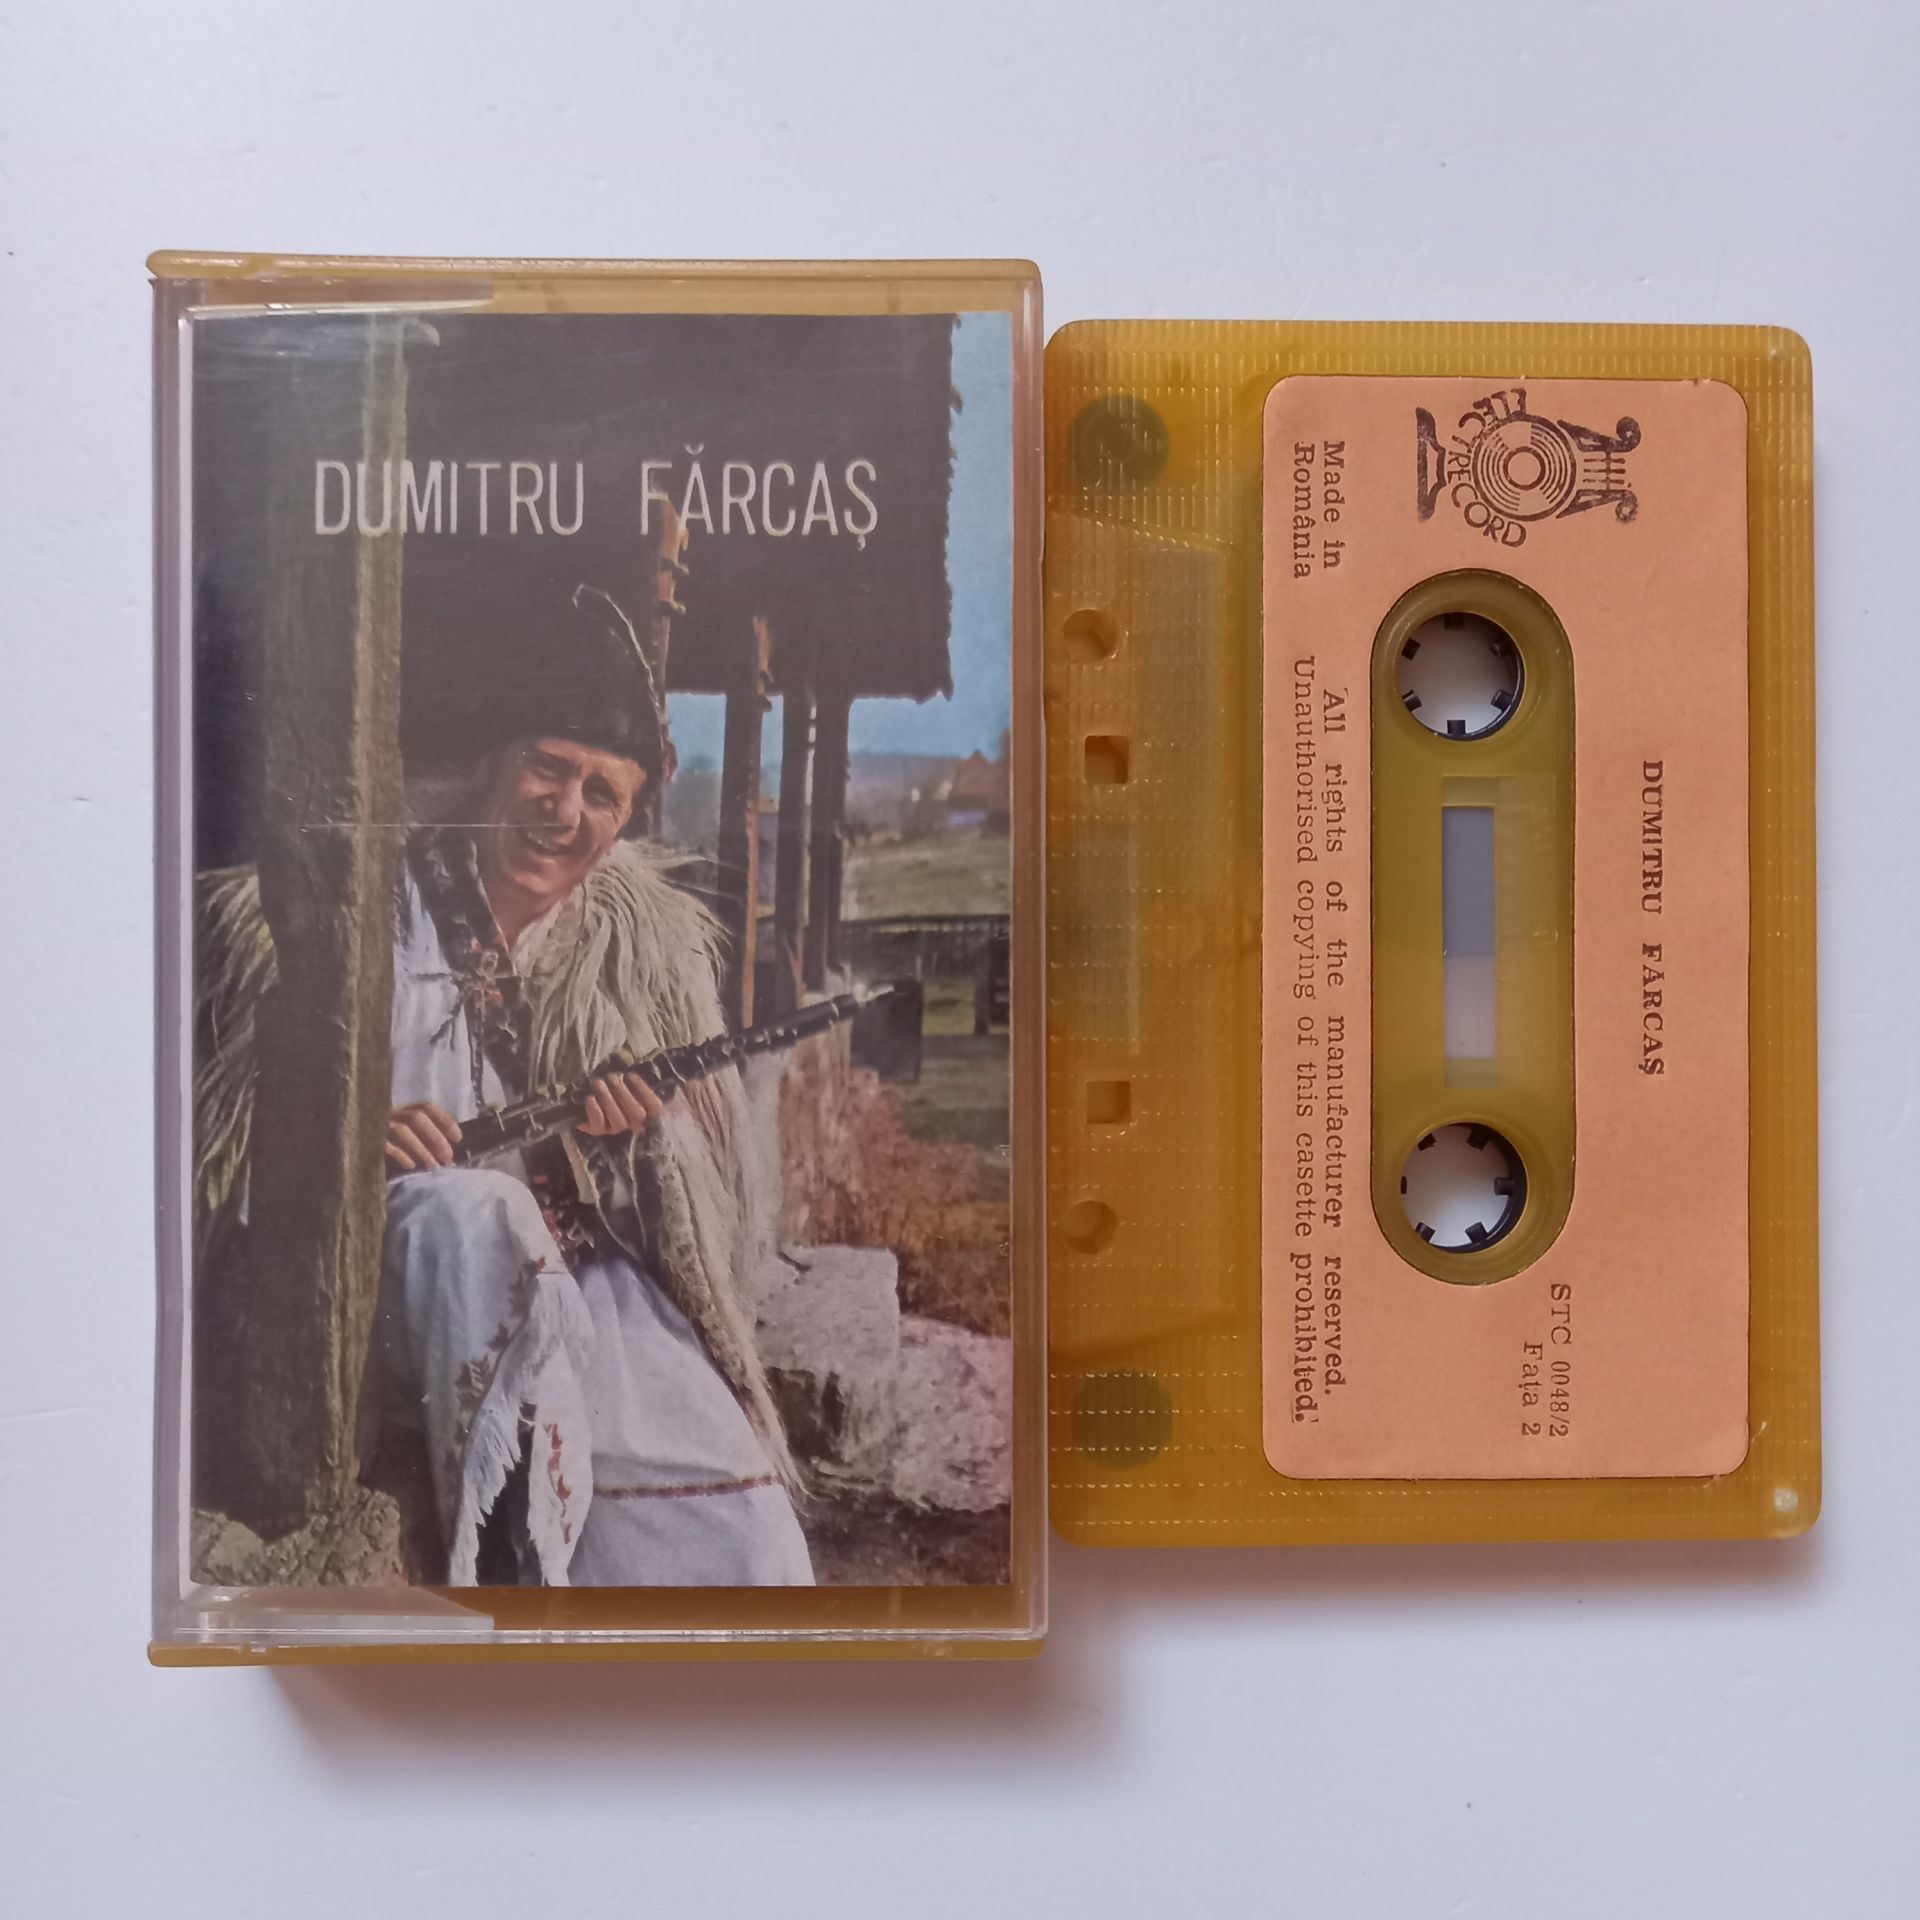 DUMITRU FĂRCAȘ
ELECTRECORD
Made in
România
All rights of the manufacturer reserved.
Unauthorised copying of this casette prohibited.
DUMITRU FĂRCAȘ
STC 0048/2
Fața 2